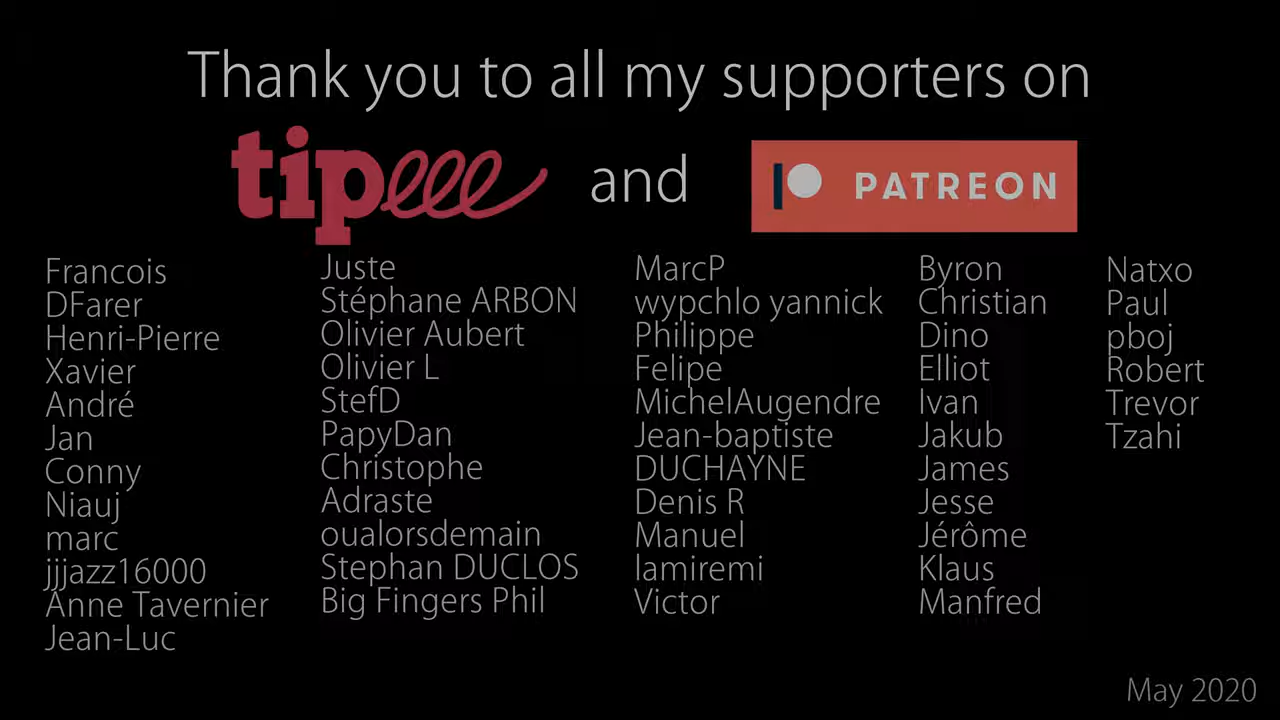 Thank you to all my supporters on
tipeee and PATREON
Francois
DFarer
Henri-Pierre
Xavier
André
Jan
Conny
Niauj
marc
jjjazz16000
Anne Tavernier
Jean-Luc
Juste
Stéphane ARBON
Olivier Aubert
Olivier L
StefD
PapyDan
Christophe
Adraste
oualorsdemain
Stephan DUCLOS
Big Fingers Phil
MarcP
wypchlo yannick
Philippe
Felipe
MichelAugendre
Jean-baptiste
DUCHAYNE
Denis R
Manuel
lamiremi
Victor
Byron
Christian
Dino
Elliot
Ivan
Jakub
James
Jesse
Jérôme
Klaus
Manfred
Natxo
Paul
pboj
Robert
Trevor
Tzahi
May 2020